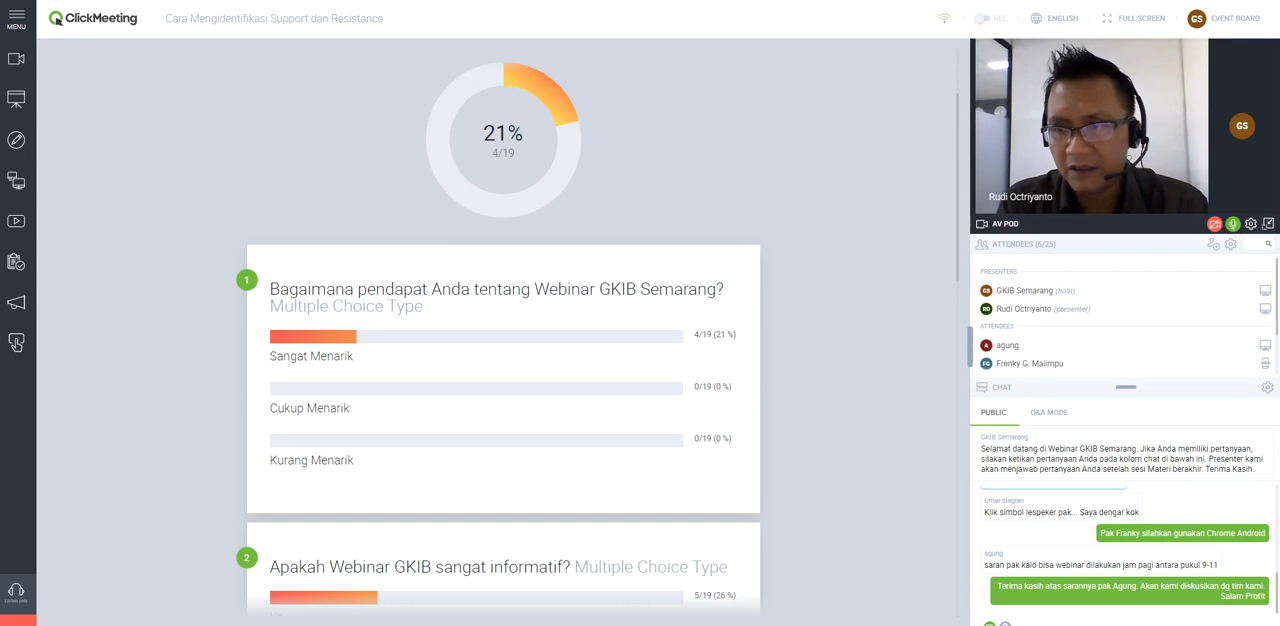 MENU
ClickMeeting
Cara Mengidentifikasi Support dan Resistance
REC
ENGLISH
FULL SCREEN
GS
EVENT BOARD
21%
4/19
1
Bagaimana pendapat Anda tentang Webinar GKIB Semarang?
Multiple Choice Type
4/19 (21 %)
Sangat Menarik
0/19 (0 %)
Cukup Menarik
0/19 (0 %)
Kurang Menarik
2
Apakah Webinar GKIB sangat informatif? Multiple Choice Type
5/19 (26 %)
Listen only
GS
Rudi Octriyanto
AV POD
ATTENDEES (5/25)
PRESENTERS
GS GKIB Semarang (host)
RO Rudi Octriyanto (presenter)
ATTENDEES
A agung
FG Frenky G. Malimpu
CHAT
PUBLIC
Q&A MODE
GKIB Semarang
Selamat datang di Webinar GKIB Semarang. Jika Anda memiliki pertanyaan,
silakan ketikan pertanyaan Anda pada kolom chat di bawah ini. Presenter kami
akan menjawab pertanyaan Anda setelah sesi Materi berakhir. Terima Kasih.
Umar siagian
Klik simbol lespeker pak... Saya dengar kok
Pak Franky silahkan gunakan Chrome Android
agung
saran pak kalo bisa webinar dilakukan jam pagi antara pukul 9-11
Terima kasih atas sarannya pak Agung. Akan kami diskusikan dg tim kami.
Salam Profit